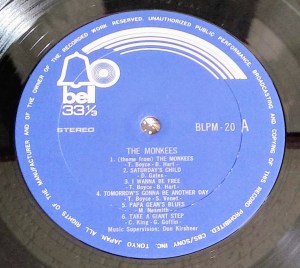 ALL RIGHTS OF THE MANUFACTURER AND OF THE OWNER OF THE RECORDED WORK RESERVED. UNAUTHORIZED PUBLIC PERFORMANCE, BROADCASTING AND COPYING OF THIS RECORD PROHIBITED CBS/SONY INC. TOKYO JAPAN
bell
33⅓
STEREO
BLPM-20 A
THE MONKEES
1. (theme from) THE MONKEES
- T. Boyce - B. Hart -
2. SATURDAY'S CHILD
- D. Gates -
3. I WANNA BE FREE
- T. Boyce - B. Hart -
4. TOMORROW'S GONNA BE ANOTHER DAY
- T. Boyce - S. Venet -
5. PAPA GEAN'S BLUES
- M. Nesmith -
6. TAKE A GIANT STEP
- C. King - G. Goffin -
Music Supervision; Don Kirshner